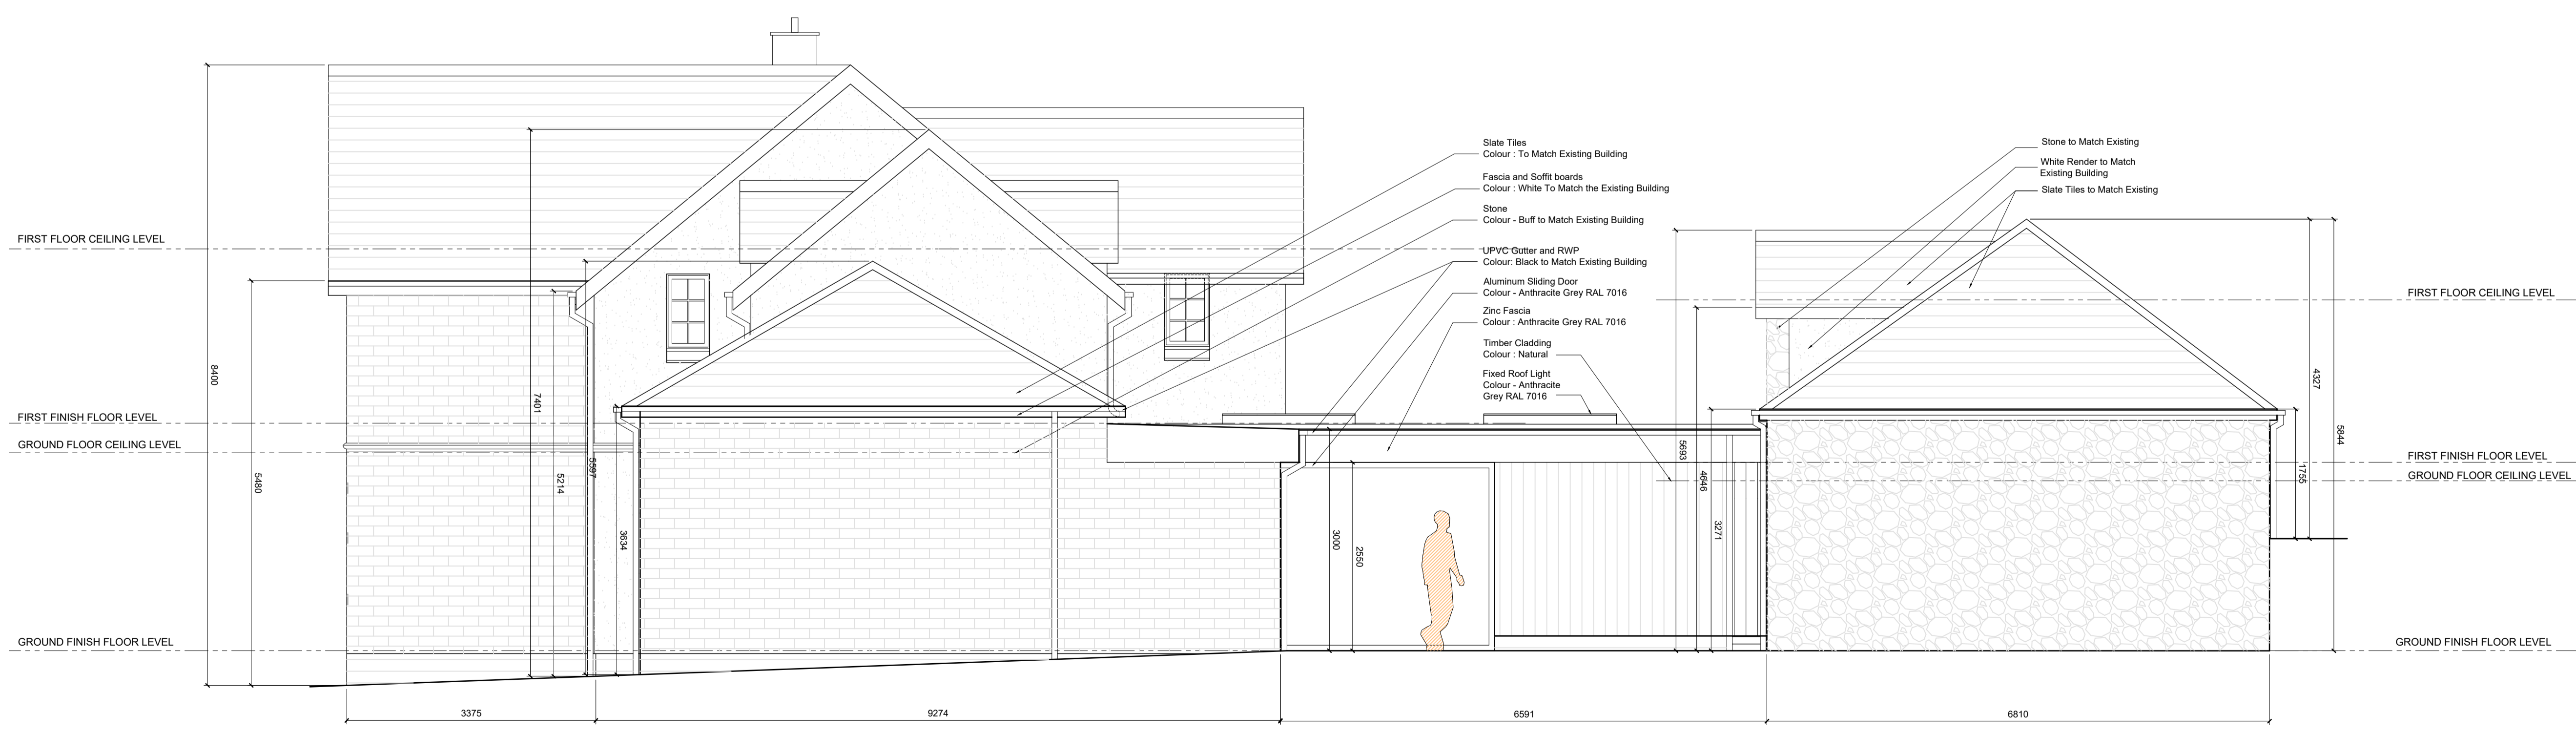 FIRST FLOOR CEILING LEVEL
FIRST FINISH FLOOR LEVEL
GROUND FLOOR CEILING LEVEL
GROUND FINISH FLOOR LEVEL
8400
5480
7401
5214
5597
3634
Slate Tiles
Colour : To Match Existing Building
Fascia and Soffit boards
Colour : White To Match the Existing Building
Stone
Colour - Buff to Match Existing Building
UPVC Gutter and RWP
Colour: Black to Match Existing Building
Aluminum Sliding Door
Colour - Anthracite Grey RAL 7016
Zinc Fascia
Colour : Anthracite Grey RAL 7016
Timber Cladding
Colour : Natural
Fixed Roof Light
Colour - Anthracite
Grey RAL 7016
3000
2550
5693
4646
3271
Stone to Match Existing
White Render to Match
Existing Building
Slate Tiles to Match Existing
4327
5844
1755
FIRST FLOOR CEILING LEVEL
FIRST FINISH FLOOR LEVEL
GROUND FLOOR CEILING LEVEL
GROUND FINISH FLOOR LEVEL
3375
9274
6591
6810